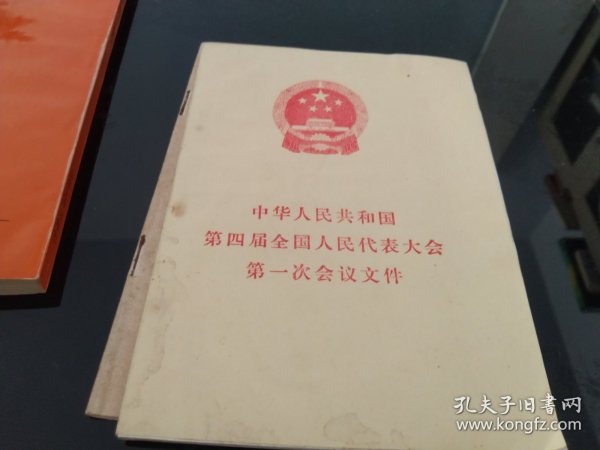 中华人民共和国
第四届全国人民代表大会
第一次会议文件
孔夫子旧书网
www.kongfz.com